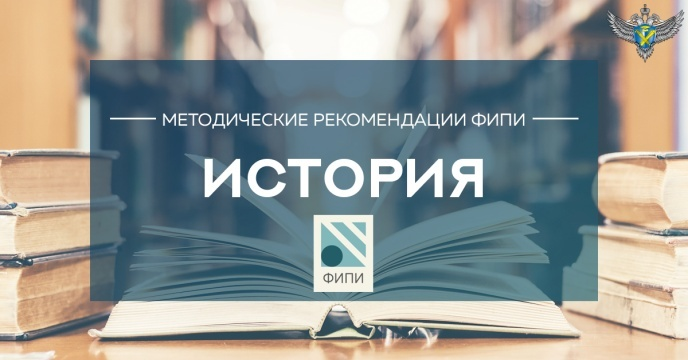 МЕТОДИЧЕСКИЕ РЕКОМЕНДАЦИИ ФИПИ
ИСТОРИЯ
ФИПИ